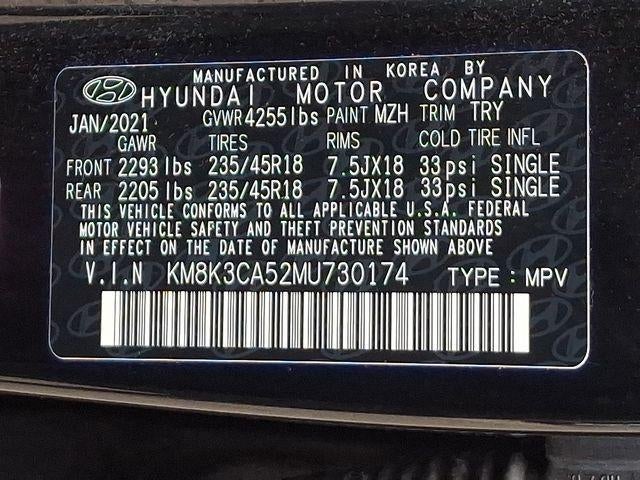 MANUFACTURED IN KOREA BY
HYUNDAI MOTOR COMPANY
JAN/2021 GVWR 4255lbs PAINT MZH TRIM TRY
GAWR TIRES RIMS COLD TIRE INFL
FRONT 2293 lbs 235/45R18 7.5JX18 33psi SINGLE
REAR 2205 lbs 235/45R18 7.5JX18 33psi SINGLE
THIS VEHICLE CONFORMS TO ALL APPLICABLE U.S.A. FEDERAL
MOTOR VEHICLE SAFETY AND THEFT PREVENTION STANDARDS
IN EFFECT ON THE DATE OF MANUFACTURE SHOWN ABOVE
V.I.N KM8K3CA52MU730174 TYPE : MPV